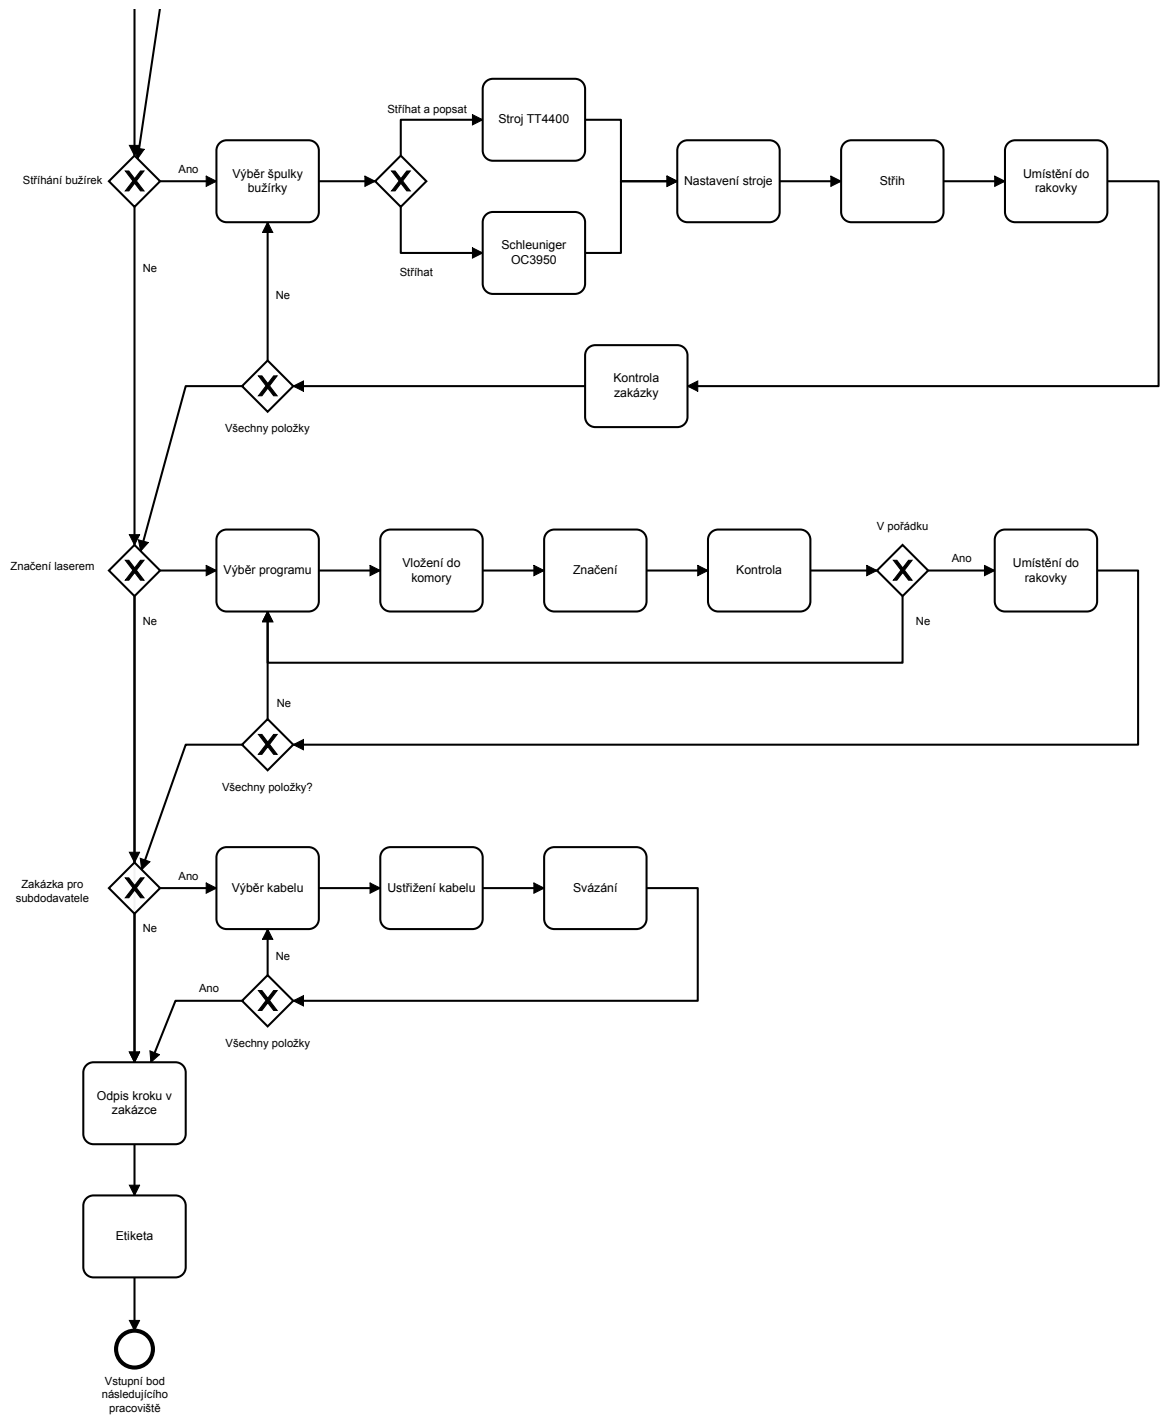 Stříhat a popsat
Stroj TT4400
Stříhání bužírek
Ano
Výběr špulky
bužírky
Nastavení stroje
Střih
Umístění do
rakovky
Schleuniger
OC3950
Stříhat
Ne
Ne
Kontrola
zakázky
Všechny položky
V pořádku
Značení laserem
Výběr programu
Vložení do
komory
Značení
Kontrola
Ano
Umístění do
rakovky
Ne
Ne
Ne
Všechny položky?
Zakázka pro
subdodavatele
Ano
Výběr kabelu
Ustřižení kabelu
Svázání
Ne
Ne
Ano
Všechny položky
Odpis kroku v
zakázce
Etiketa
Vstupní bod
následujícího
pracoviště